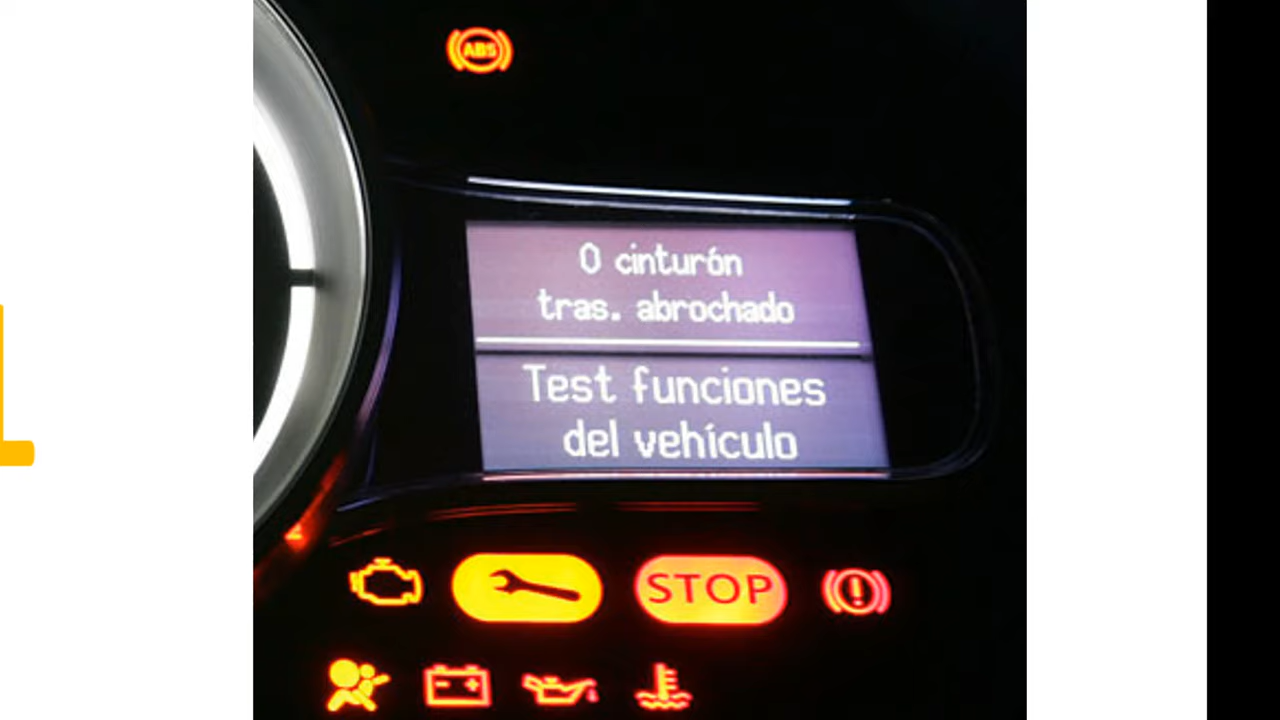 ABS
0 cinturón
tras. abrochado
Test funciones
del vehículo
STOP